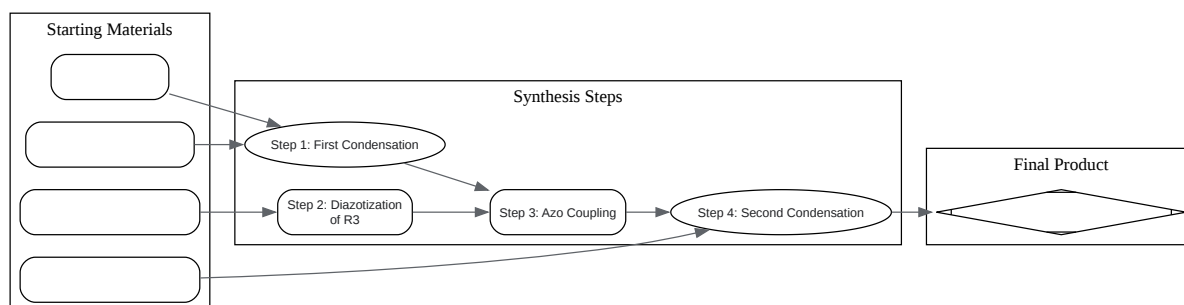 Starting Materials
Synthesis Steps
Step 1: First Condensation
Final Product
Step 2: Diazotization
of R3
Step 3: Azo Coupling
Step 4: Second Condensation